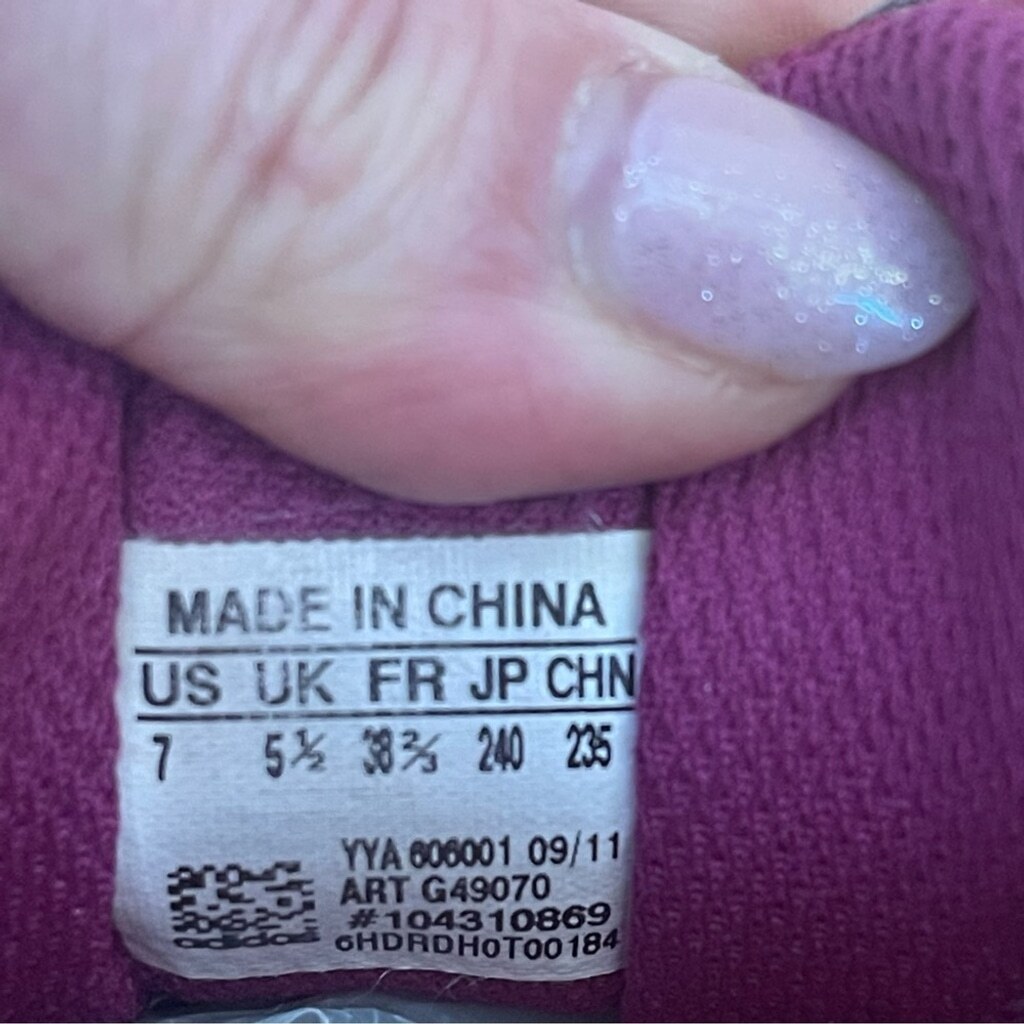 MADE IN CHINA
US UK FR JP CHN
7 5½ 38⅔ 240 235
YYA 606001 09/11
ART G49070
#104310869
6HDRDH0T00184
adidas